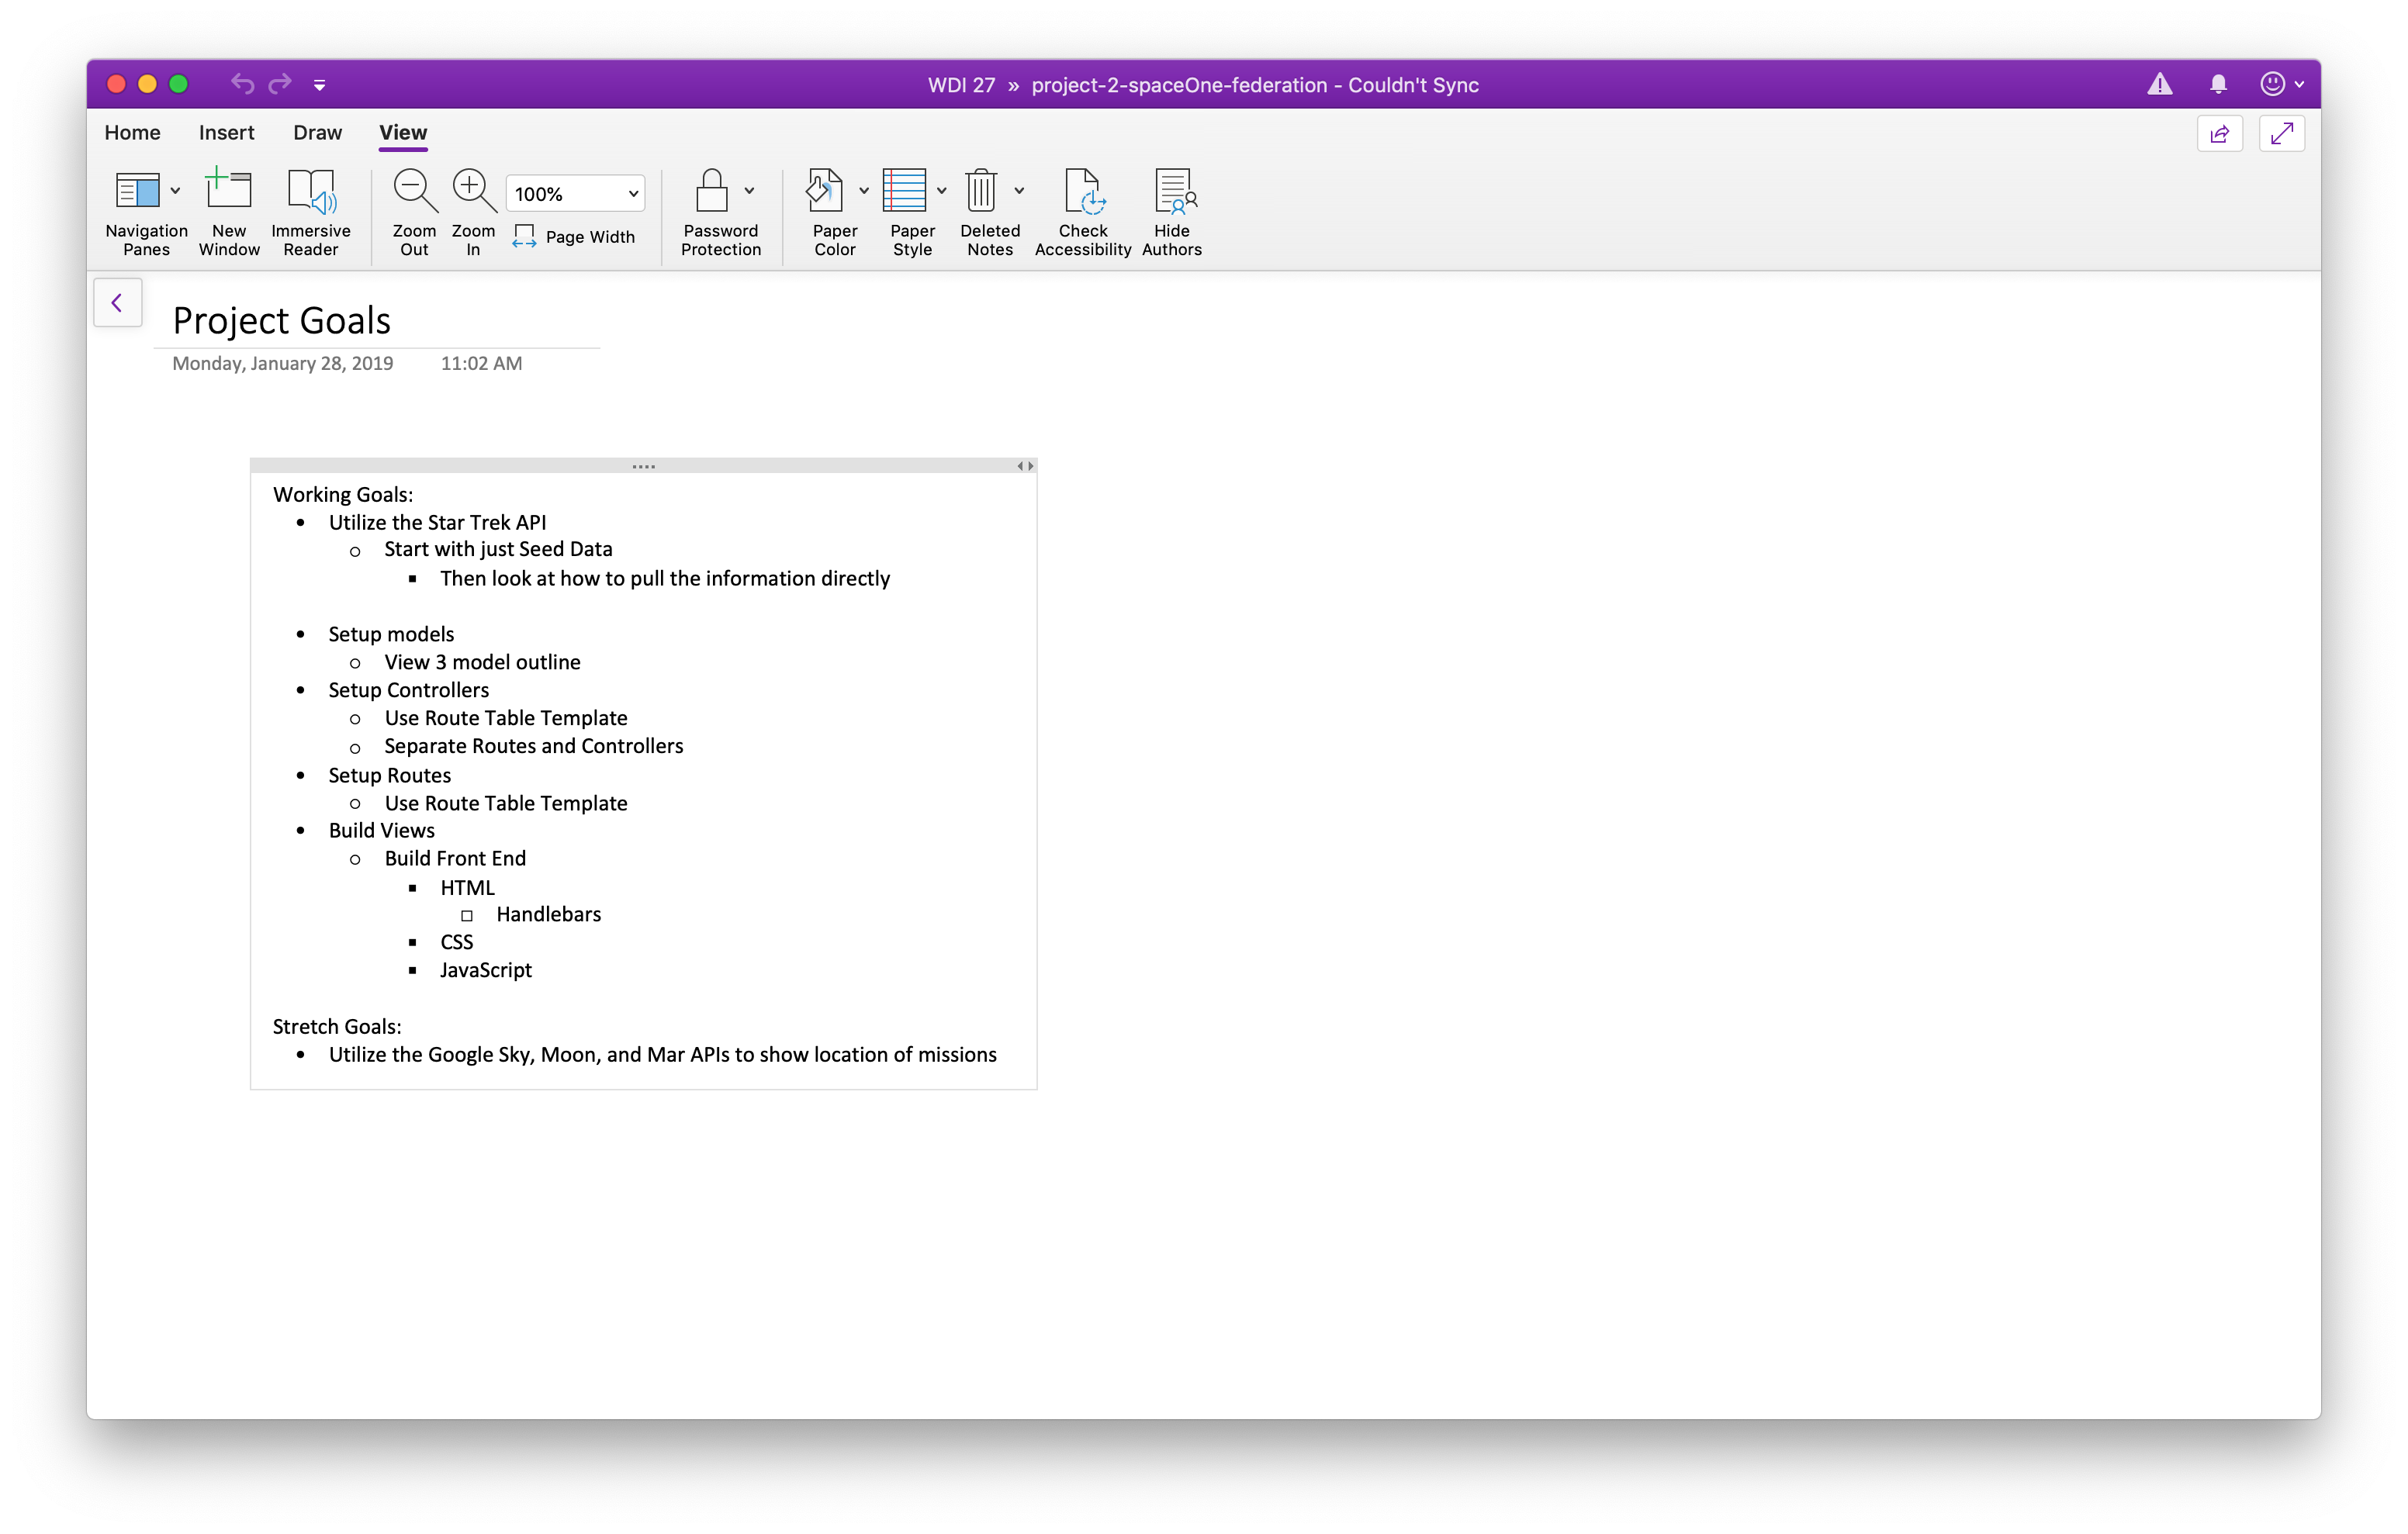 WDI 27 » project-2-spaceOne-federation - Couldn't Sync
Home Insert Draw View
Navigation Panes
New Window
Immersive Reader
Zoom Out
Zoom In
100%
Page Width
Password Protection
Paper Color
Paper Style
Deleted Notes
Check Accessibility
Hide Authors
Project Goals
Monday, January 28, 2019 11:02 AM
Working Goals:
• Utilize the Star Trek API
○ Start with just Seed Data
▪ Then look at how to pull the information directly
• Setup models
○ View 3 model outline
• Setup Controllers
○ Use Route Table Template
○ Separate Routes and Controllers
• Setup Routes
○ Use Route Table Template
• Build Views
○ Build Front End
▪ HTML
□ Handlebars
▪ CSS
▪ JavaScript
Stretch Goals:
• Utilize the Google Sky, Moon, and Mar APIs to show location of missions